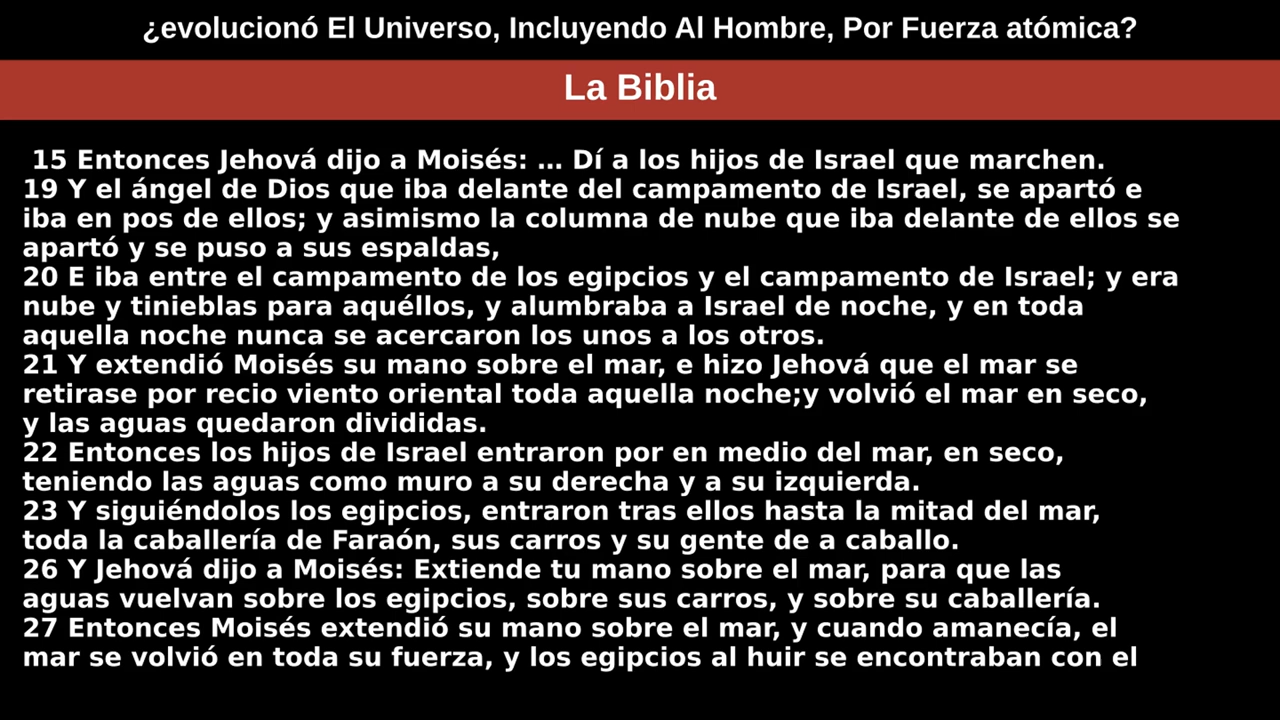 ¿evolucionó El Universo, Incluyendo Al Hombre, Por Fuerza atómica?
La Biblia
15 Entonces Jehová dijo a Moisés: … Dí a los hijos de Israel que marchen.
19 Y el ángel de Dios que iba delante del campamento de Israel, se apartó e
iba en pos de ellos; y asimismo la columna de nube que iba delante de ellos se
apartó y se puso a sus espaldas,
20 E iba entre el campamento de los egipcios y el campamento de Israel; y era
nube y tinieblas para aquéllos, y alumbraba a Israel de noche, y en toda
aquella noche nunca se acercaron los unos a los otros.
21 Y extendió Moisés su mano sobre el mar, e hizo Jehová que el mar se
retirase por recio viento oriental toda aquella noche;y volvió el mar en seco,
y las aguas quedaron divididas.
22 Entonces los hijos de Israel entraron por en medio del mar, en seco,
teniendo las aguas como muro a su derecha y a su izquierda.
23 Y siguiéndolos los egipcios, entraron tras ellos hasta la mitad del mar,
toda la caballería de Faraón, sus carros y su gente de a caballo.
26 Y Jehová dijo a Moisés: Extiende tu mano sobre el mar, para que las
aguas vuelvan sobre los egipcios, sobre sus carros, y sobre su caballería.
27 Entonces Moisés extendió su mano sobre el mar, y cuando amanecía, el
mar se volvió en toda su fuerza, y los egipcios al huir se encontraban con el